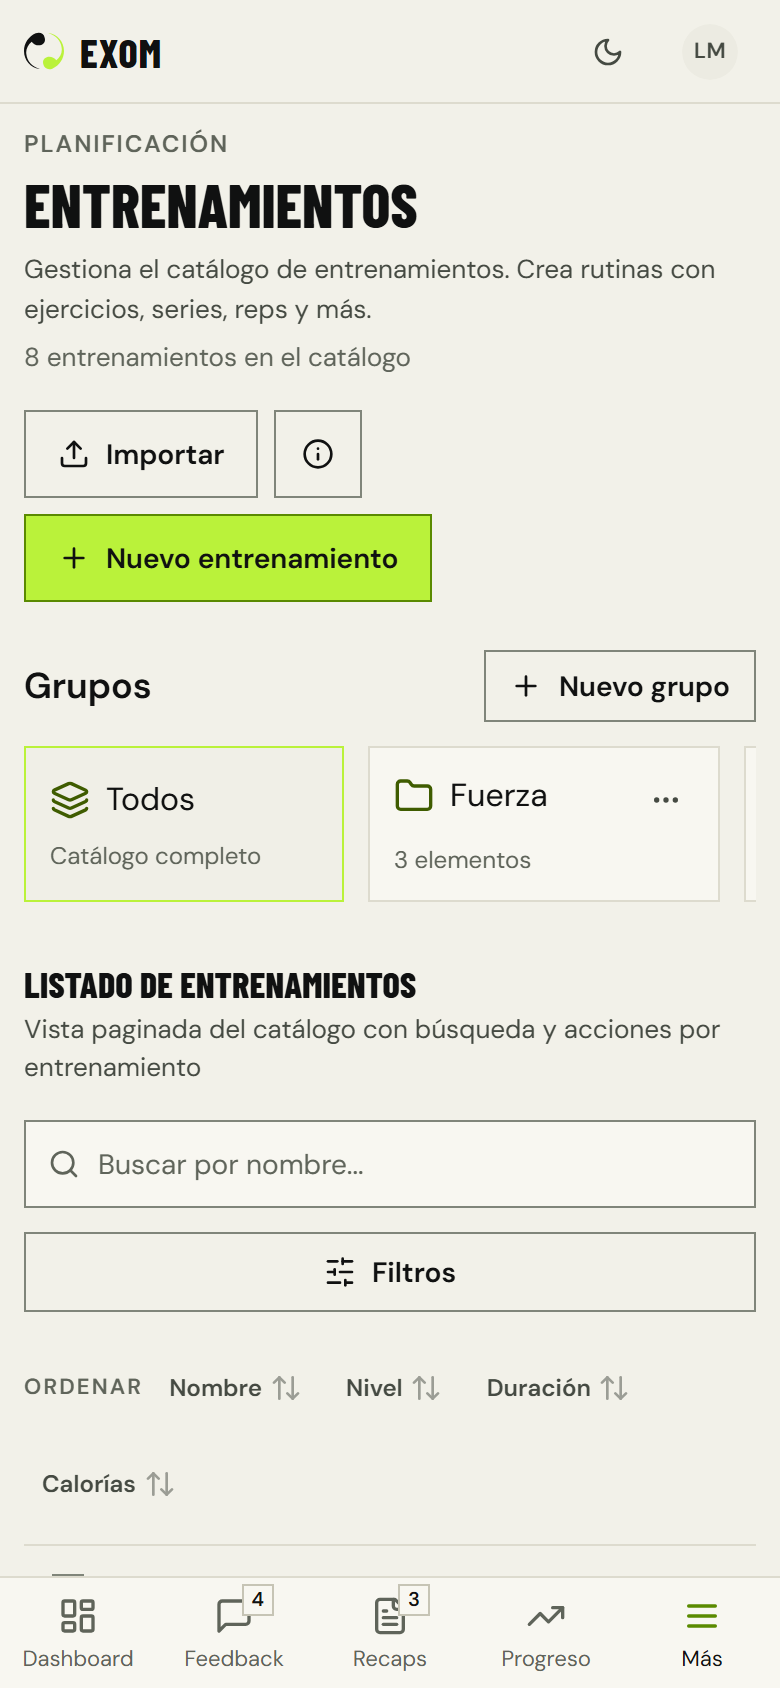 EXOM
LM
PLANIFICACIÓN
ENTRENAMIENTOS
Gestiona el catálogo de entrenamientos. Crea rutinas con
ejercicios, series, reps y más.
8 entrenamientos en el catálogo
Importar
Nuevo entrenamiento
Grupos
Nuevo grupo
Todos
Catálogo completo
Fuerza
3 elementos
LISTADO DE ENTRENAMIENTOS
Vista paginada del catálogo con búsqueda y acciones por
entrenamiento
Buscar por nombre...
Filtros
ORDENAR Nombre Nivel Duración
Calorías
4
3
Dashboard Feedback Recaps Progreso Más